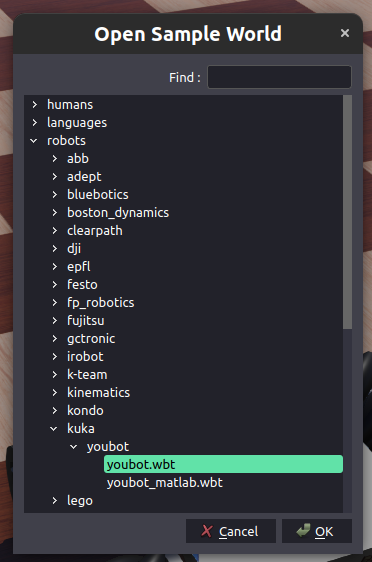 Open Sample World
Find :
humans
languages
robots
abb
adept
bluebotics
boston_dynamics
clearpath
dji
epfl
festo
fp_robotics
fujitsu
gctronic
irobot
k-team
kinematics
kondo
kuka
youbot
youbot.wbt
youbot_matlab.wbt
lego
Cancel OK